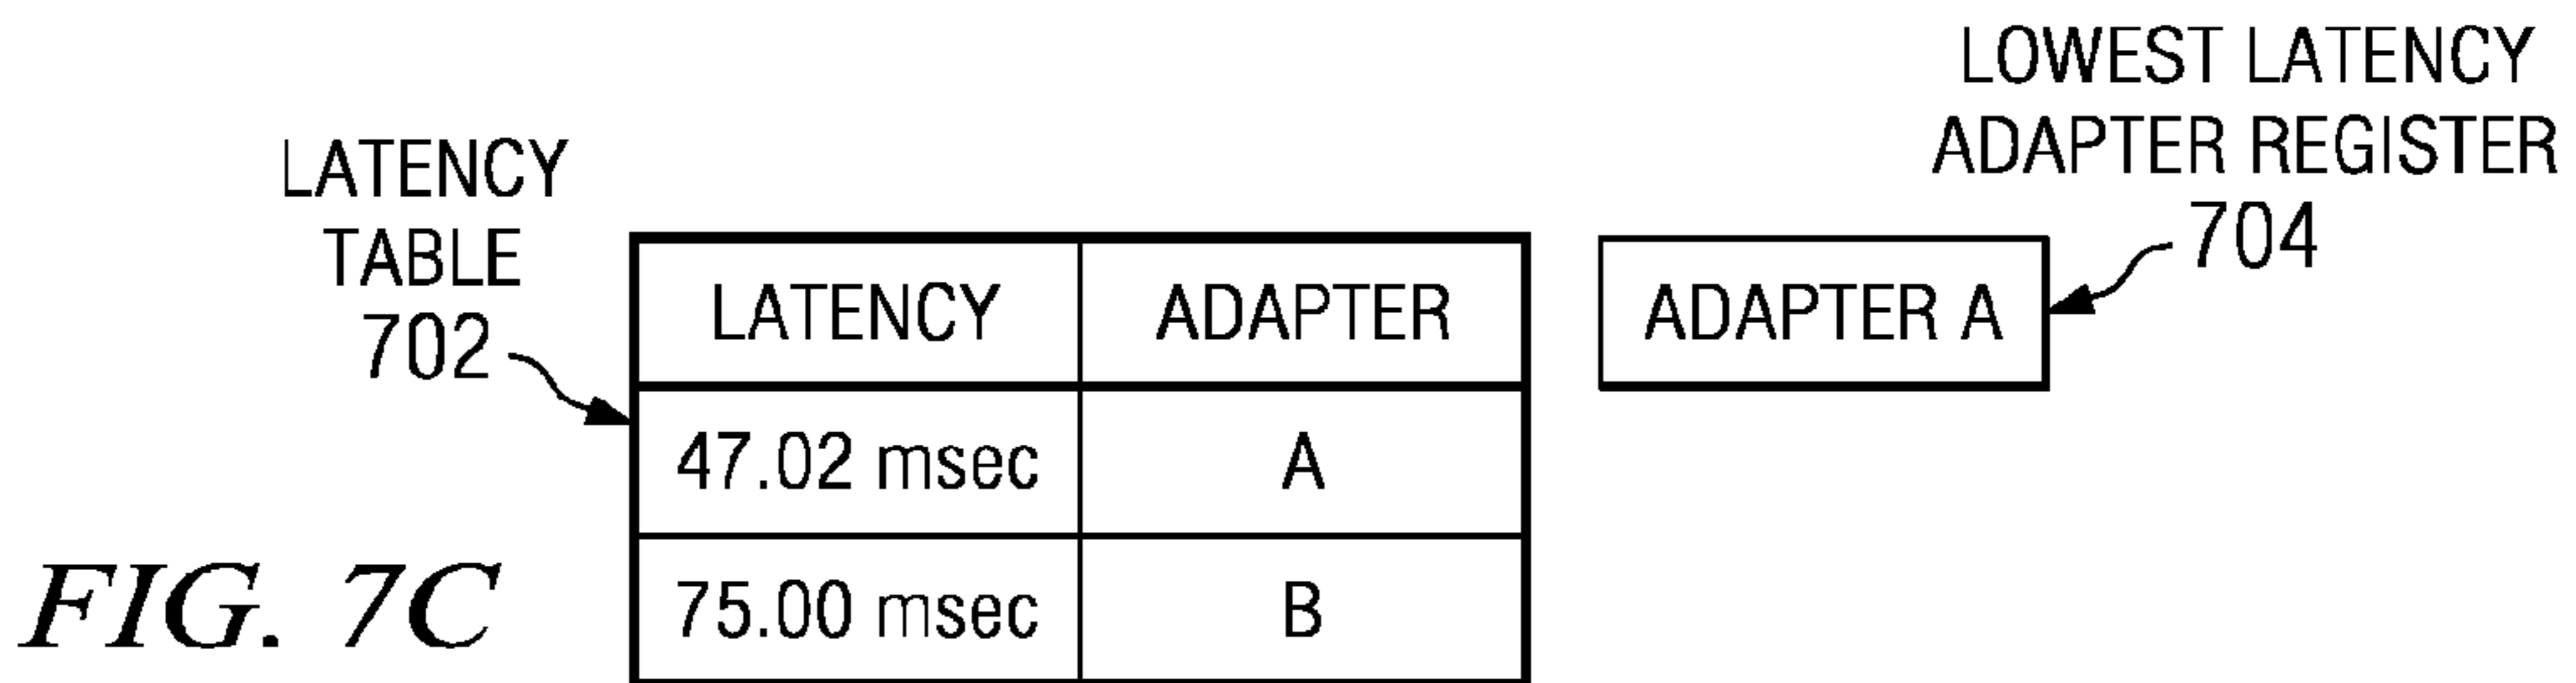 LOWEST LATENCY
ADAPTER REGISTER
704
LATENCY
TABLE
702
LATENCY ADAPTER
47.02 msec A
75.00 msec B
ADAPTER A
FIG. 7C